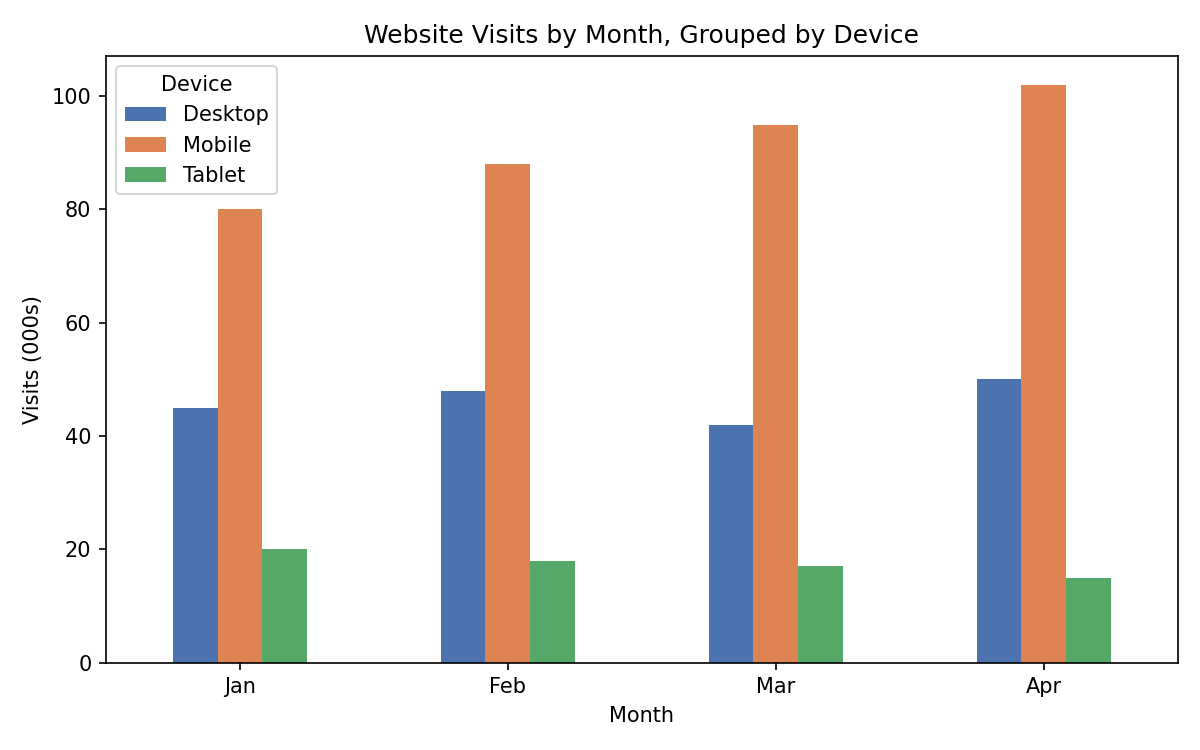 Website Visits by Month, Grouped by Device
Device
Desktop
Mobile
Tablet
Visits (000s)
100
80
60
40
20
0
Jan Feb Mar Apr
Month